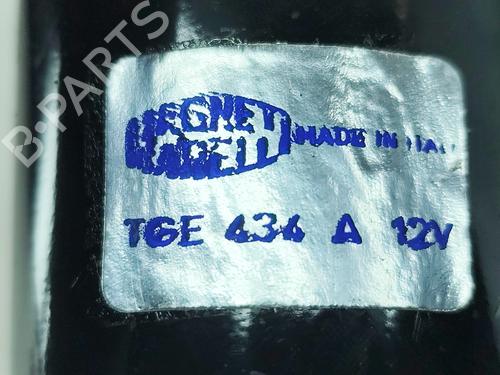 B-PARTS
MAGNETI MADE IN ITALY
MARELLI
TGE 434 A 12V